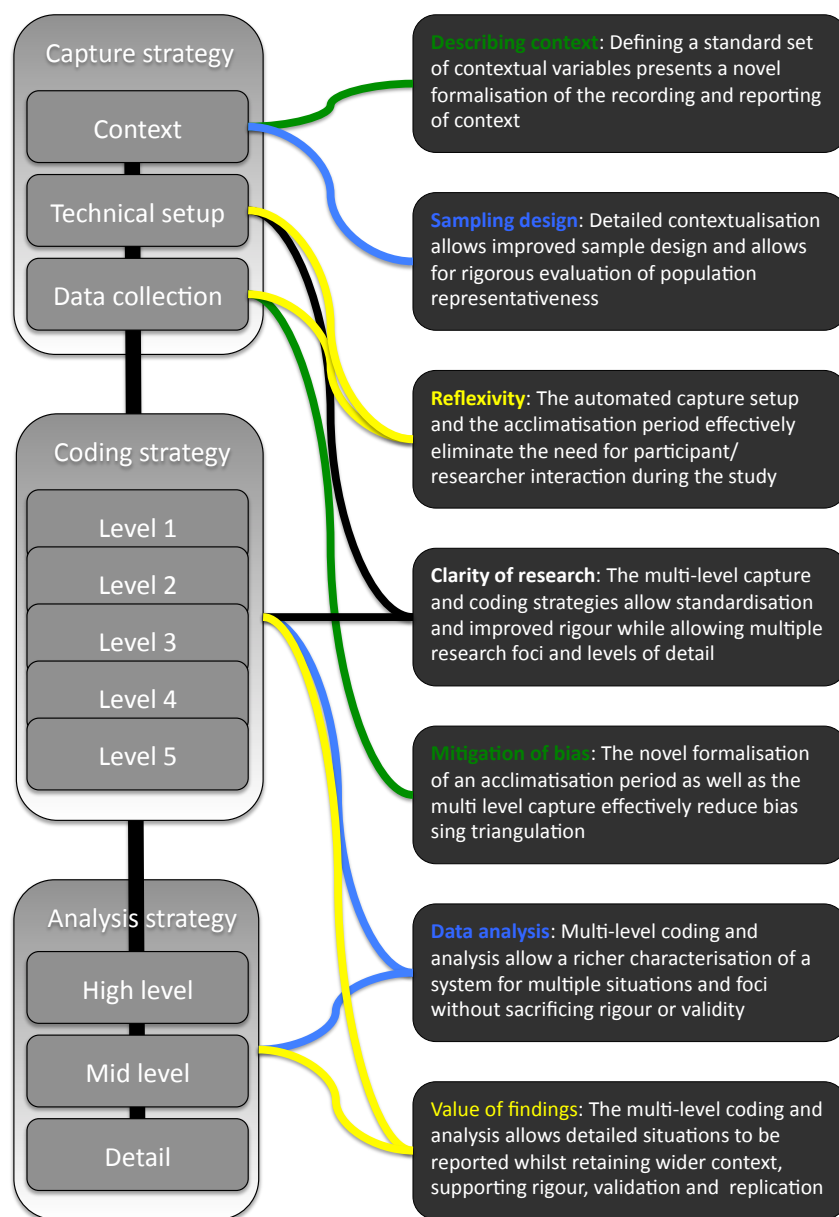 Capture strategy
Context
Technical setup
Data collection
Coding strategy
Level 1
Level 2
Level 3
Level 4
Level 5
Analysis strategy
High level
Mid level
Detail
Describing context: Defining a standard set
of contextual variables presents a novel
formalisation of the recording and reporting
of context
Sampling design: Detailed contextualisation
allows improved sample design and allows
for rigorous evaluation of population
representativeness
Reflexivity: The automated capture setup
and the acclimatisation period effectively
eliminate the need for participant/
researcher interaction during the study
Clarity of research: The multi-level capture
and coding strategies allow standardisation
and improved rigour while allowing multiple
research foci and levels of detail
Mitigation of bias: The novel formalisation
of an acclimatisation period as well as the
multi level capture effectively reduce bias
sing triangulation
Data analysis: Multi-level coding and
analysis allow a richer characterisation of a
system for multiple situations and foci
without sacrificing rigour or validity
Value of findings: The multi-level coding and
analysis allows detailed situations to be
reported whilst retaining wider context,
supporting rigour, validation and replication